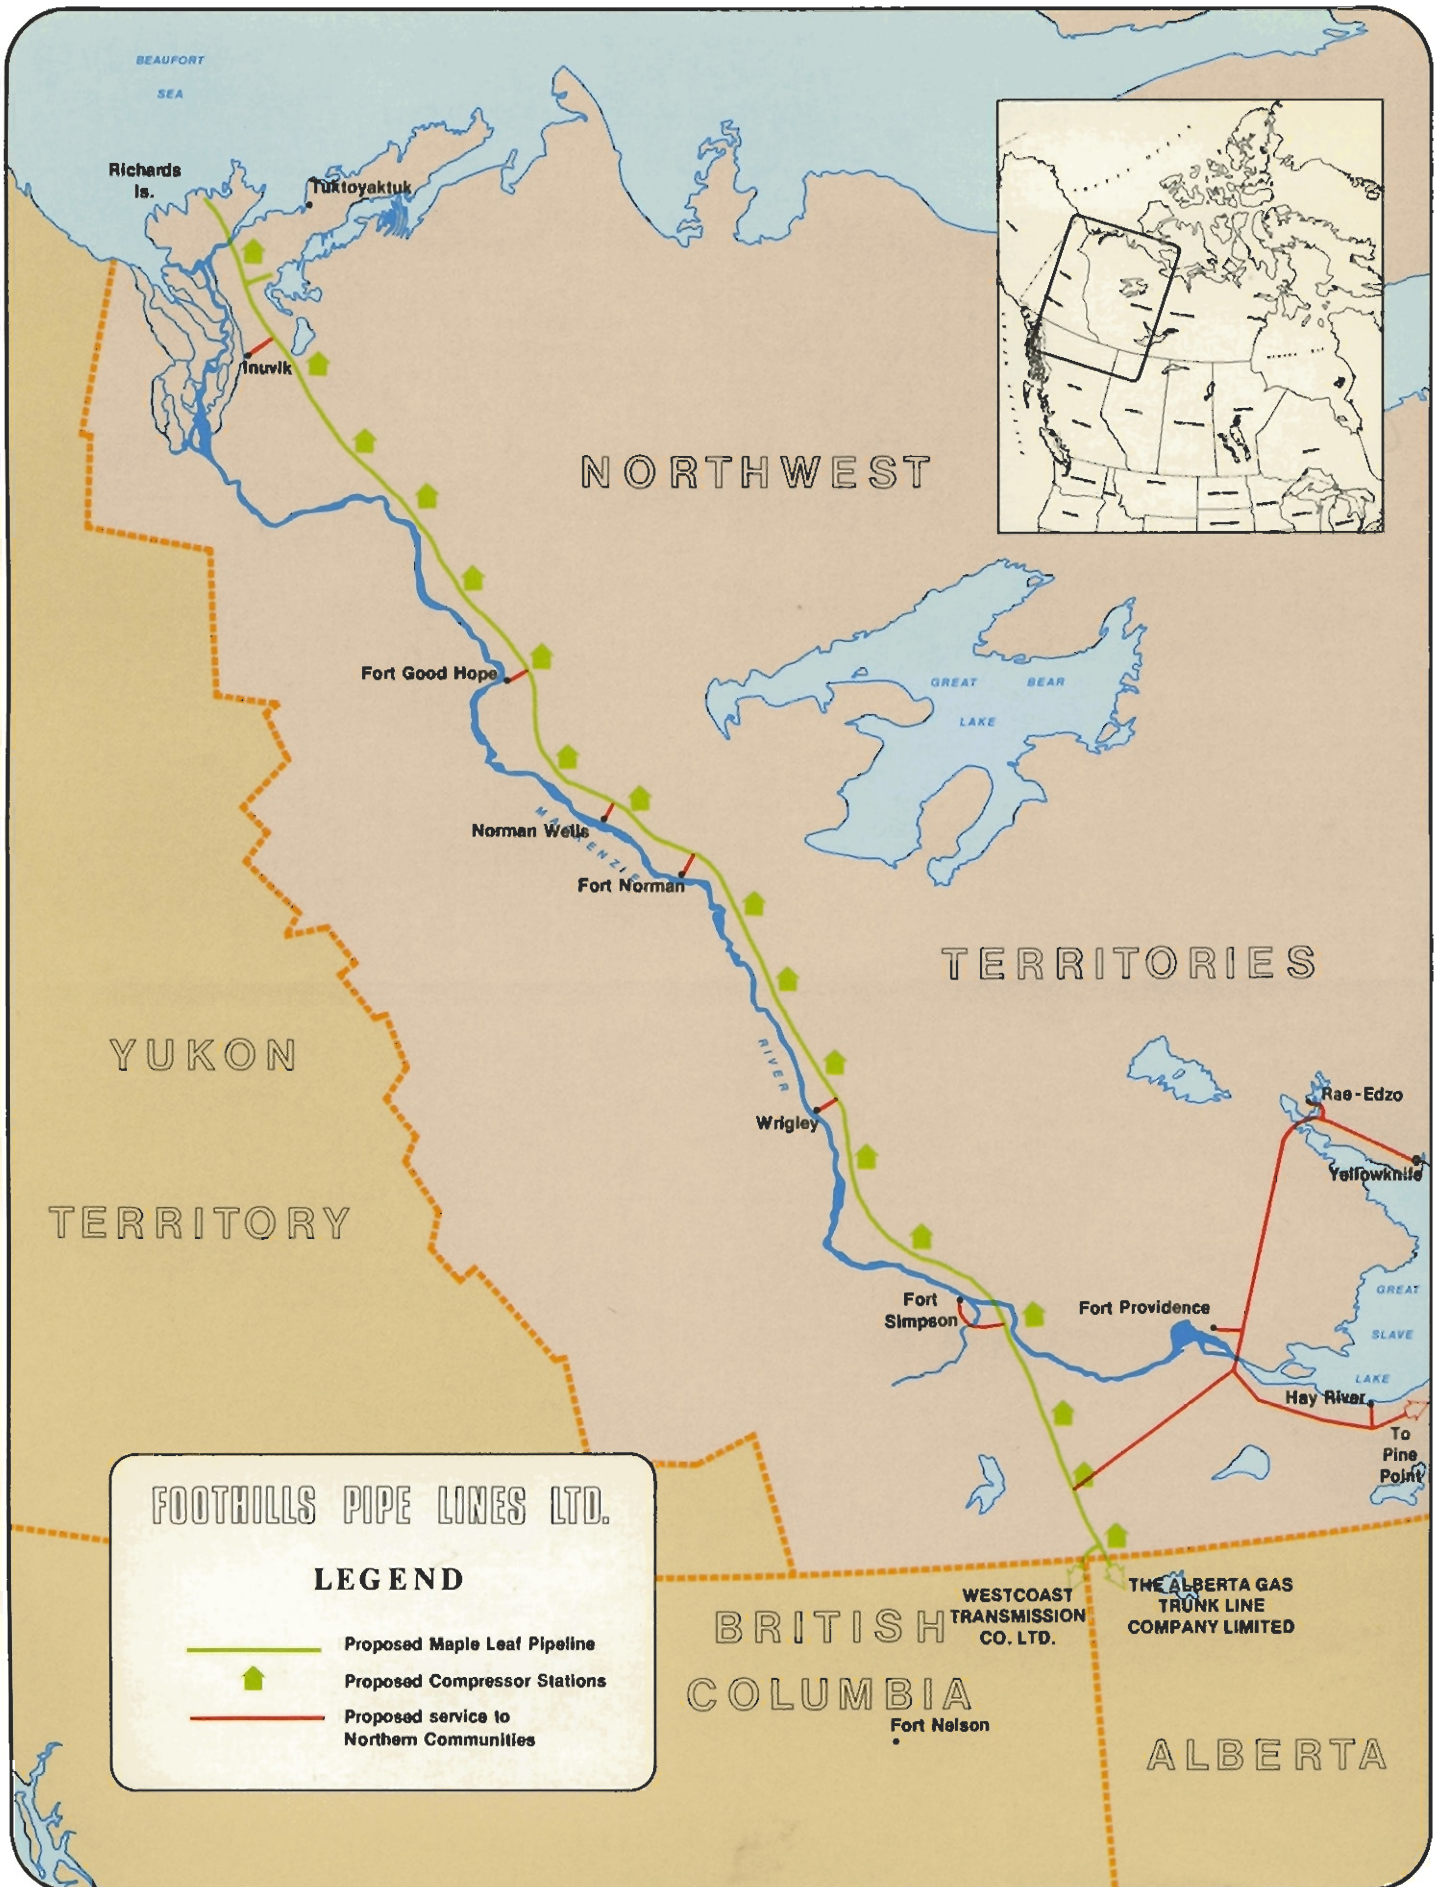 BEAUFORT
SEA
Richards
Is.
Tuktoyaktuk
Inuvik
NORTHWEST
Fort Good Hope
GREAT BEAR
LAKE
Norman Wells
MACKENZIE
Fort Norman
TERRITORIES
RIVER
YUKON
Rae-Edzo
Wrigley
Yellowknife
TERRITORY
GREAT
Fort
Simpson
Fort Providence
SLAVE
LAKE
Hay River
To
Pine
Point
FOOTHILLS PIPE LINES LTD.
LEGEND
Proposed Maple Leaf Pipeline
Proposed Compressor Stations
Proposed service to
Northern Communities
WESTCOAST
TRANSMISSION
CO. LTD.
THE ALBERTA GAS
TRUNK LINE
COMPANY LIMITED
BRITISH
COLUMBIA
Fort Nelson
ALBERTA